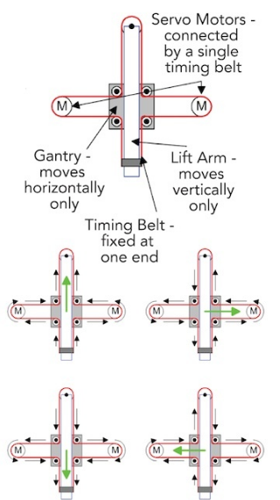 Servo Motors -
connected
by a single
timing belt
M
M
Gantry -
moves
horizontally
only
Lift Arm -
moves
vertically
only
Timing Belt -
fixed at
one end
M
M
M
M
M
M
M
M